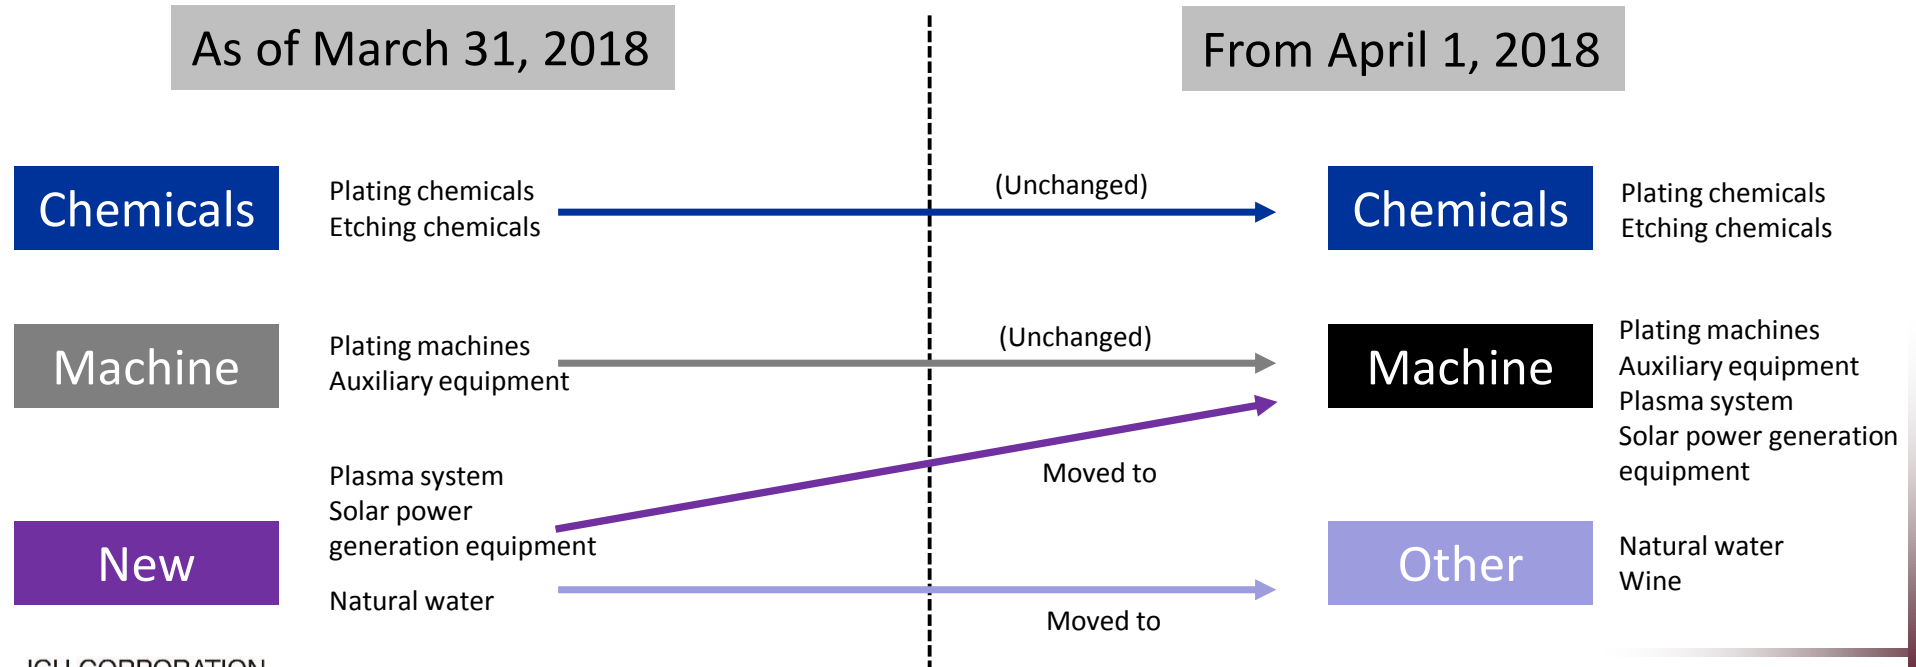 As of March 31, 2018
From April 1, 2018
Chemicals
Plating chemicals
Etching chemicals
(Unchanged)
Chemicals
Plating chemicals
Etching chemicals
Machine
Plating machines
Auxiliary equipment
(Unchanged)
Machine
Plating machines
Auxiliary equipment
Plasma system
Solar power generation
equipment
New
Plasma system
Solar power
generation equipment
Natural water
Moved to
Moved to
Other
Natural water
Wine
CORPORATION